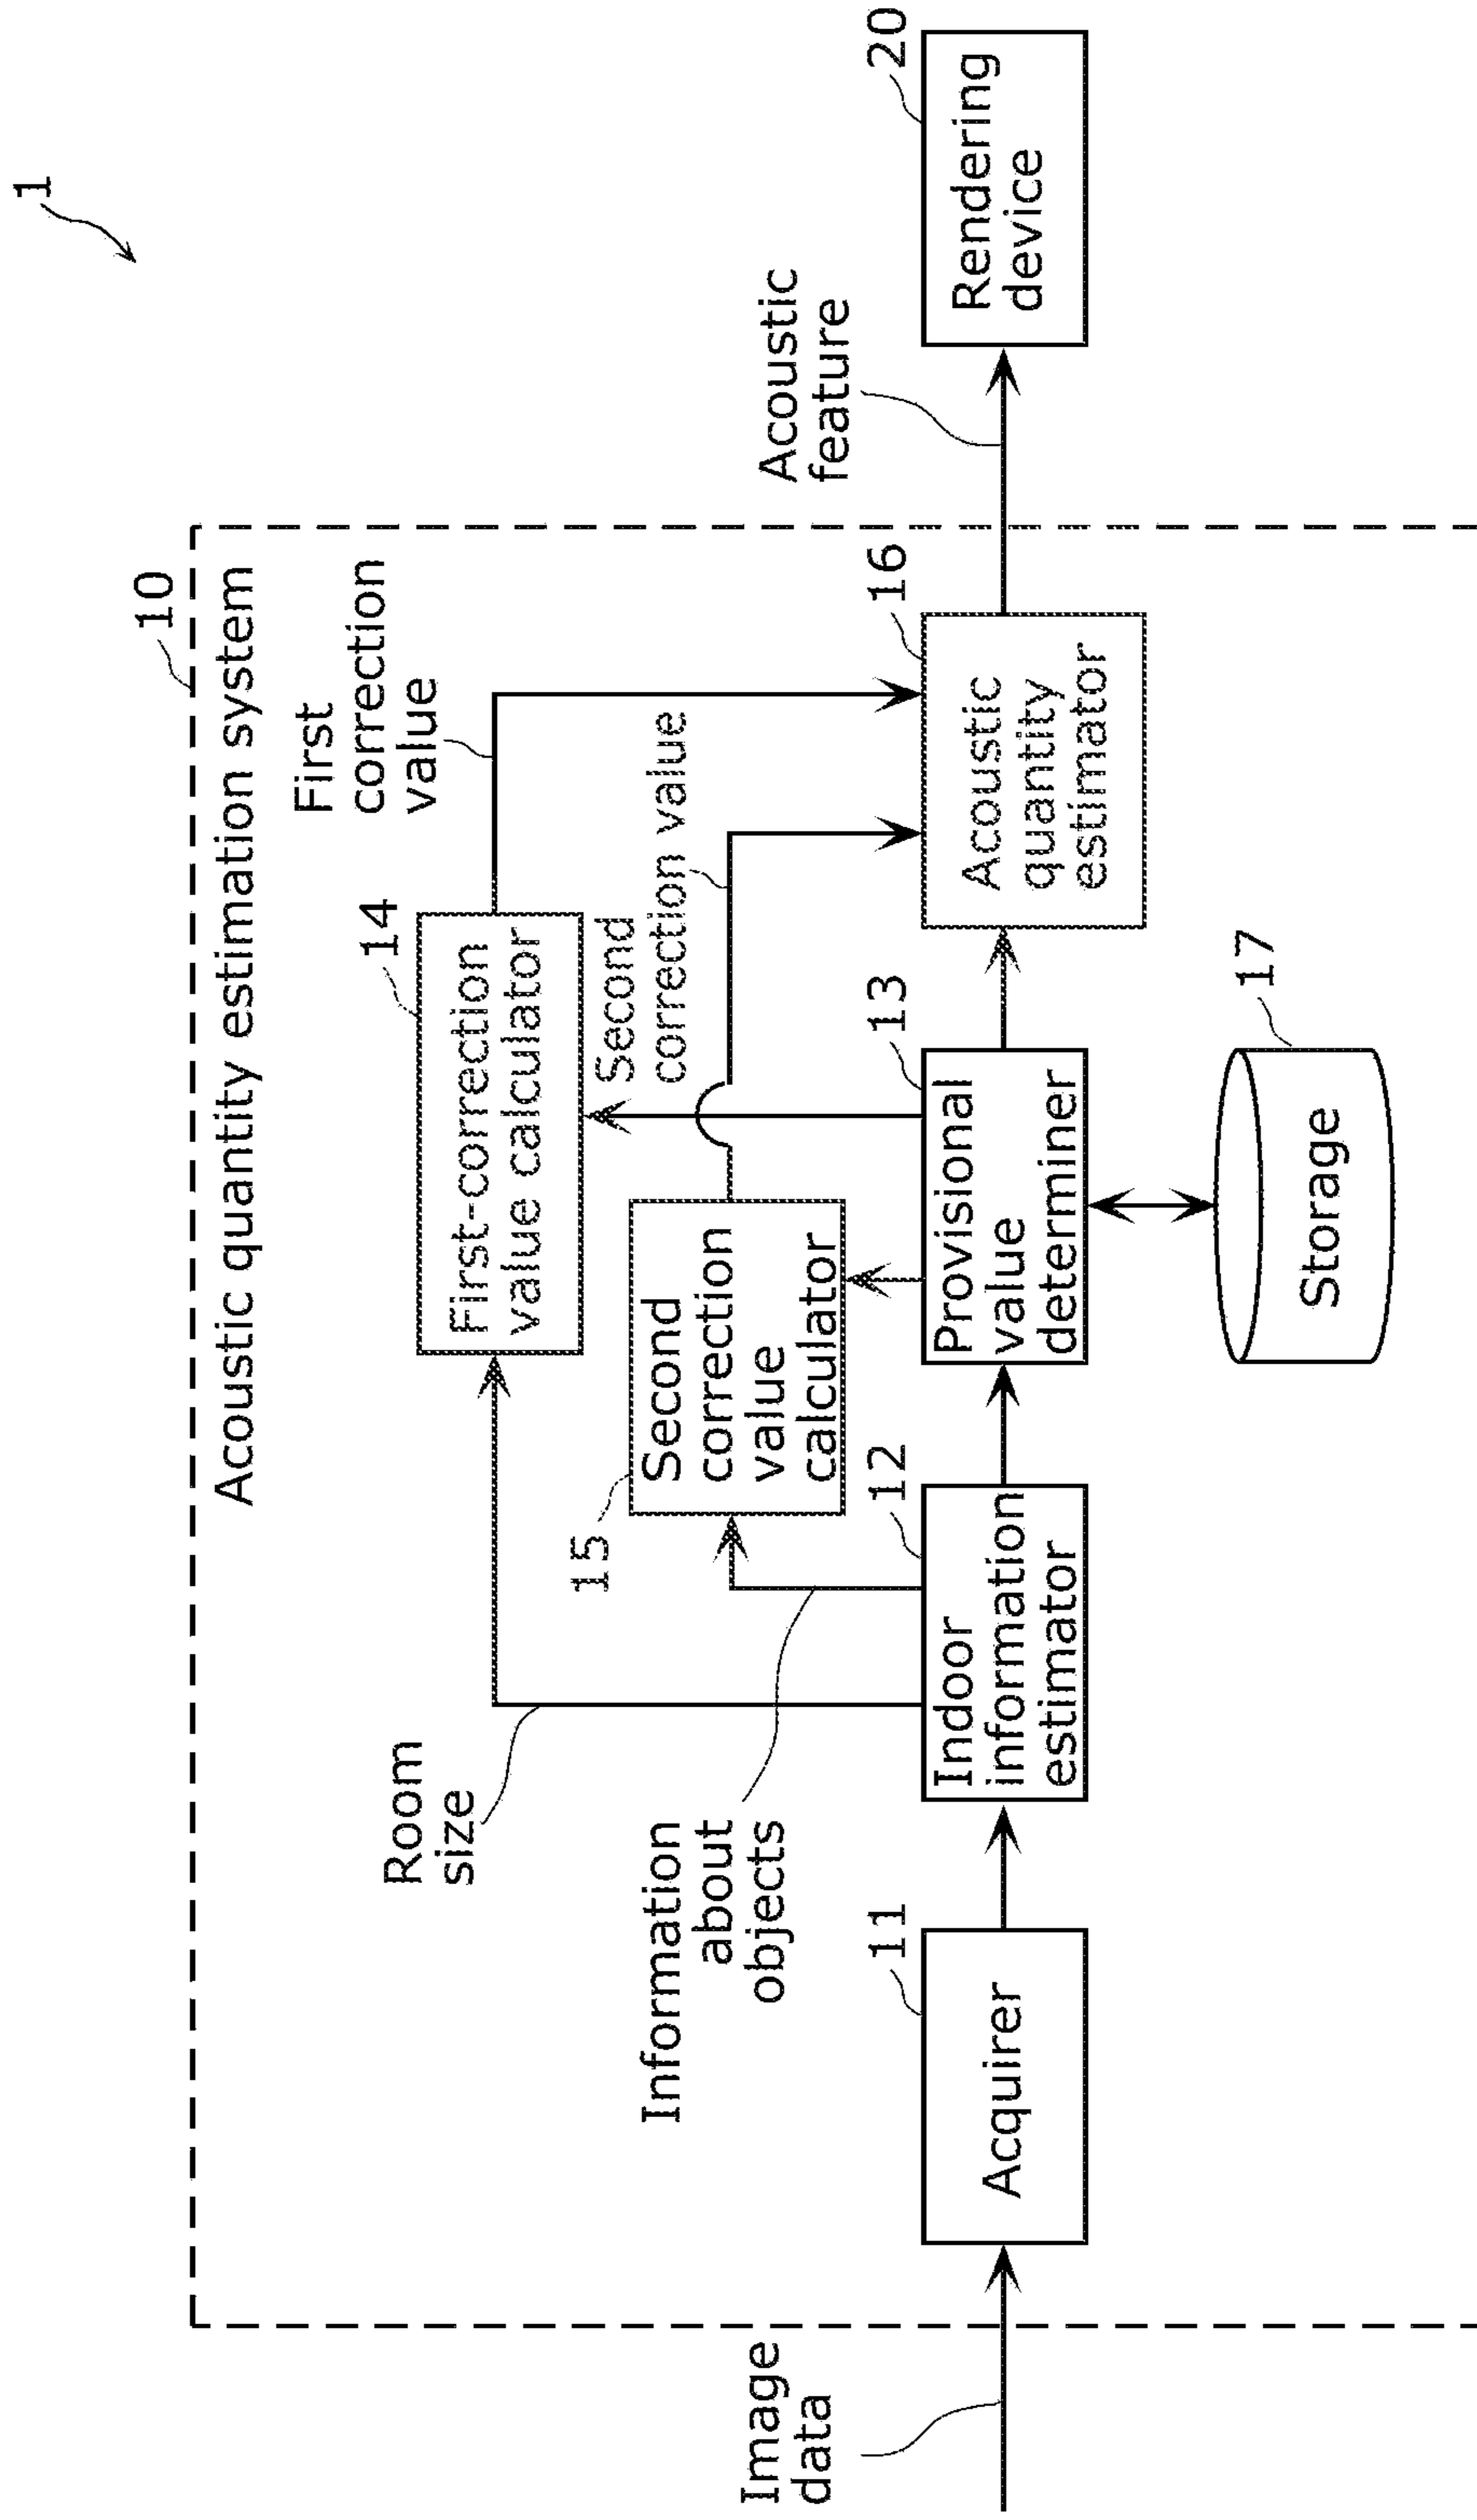 1
10
Acoustic quantity estimation system
First
correction
value
14
First-correction
value calculator
Room
size
Second
correction value
15
Second
correction
value
calculator
Information
about
objects
Image
data
11
Acquirer
12
Indoor
information
estimator
13
Provisional
value
determiner
16
Acoustic
quantity
estimator
Acoustic
feature
20
Rendering
device
17
Storage